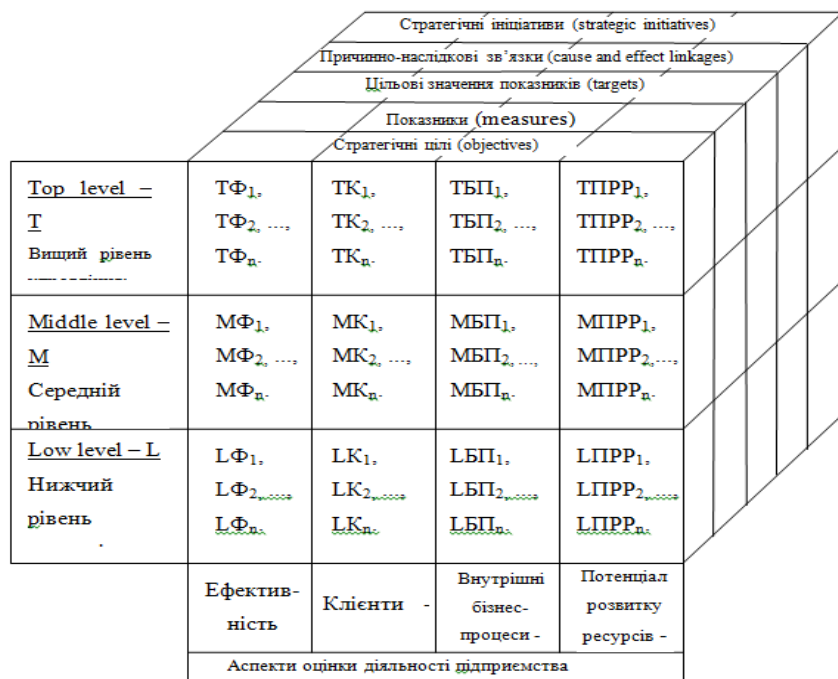 Стратегічні ініціативи (strategic initiatives)
Причинно-наслідкові зв’язки (cause and effect linkages)
Цільові значення показників (targets)
Показники (measures)
Стратегічні цілі (objectives)
Top level –
T
Вищий рівень
ТФ1,
ТФ2, ...,
ТФn.
ТК1,
ТК2, ...,
ТКn.
ТБП1,
ТБП2, ...,
ТБПn.
ТПРР1,
ТПРР2, ...,
ТПРРn.
Middle level –
M
Середній
рівень
МФ1,
МФ2, ...,
МФn.
МК1,
МК2, ...,
МКn.
МБП1,
МБП2, ...,
МБПn.
МПРР1,
МПРР2,...,
МПРРn.
Low level – L
Нижчий
рівень
.
LФ1,
LФ2, ....,
LФn.
LК1,
LК2, ....,
LКn.
LБП1,
LБП2, ....,
LБПn.
LПРР1,
LПРР2, ....,
LПРРn.
Ефектив-
ність
Клієнти -
Внутрішні
бізнес-
процеси -
Потенціал
розвитку
ресурсів -
Аспекти оцінки діяльності підприємства